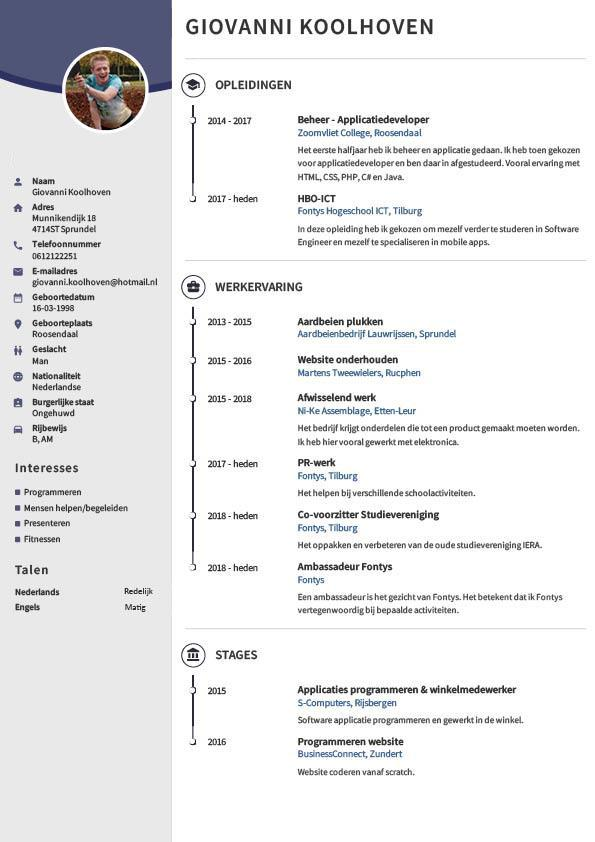 GIOVANNI KOOLHOVEN
Naam
Giovanni Koolhoven
Adres
Munnikendijk 18
4714ST Sprundel
Telefoonnummer
0612122251
E-mailadres
giovanni.koolhoven@hotmail.nl
Geboortedatum
16-03-1998
Geboorteplaats
Roosendaal
Geslacht
Man
Nationaliteit
Nederlandse
Burgerlijke staat
Ongehuwd
Rijbewijs
B, AM
Interesses
Programmeren
Mensen helpen/begeleiden
Presenteren
Fitnessen
Talen
Nederlands Redelijk
Engels Matig
OPLEIDINGEN
2014 - 2017 Beheer - Applicatiedeveloper
Zoomvliet College, Roosendaal
Het eerste halfjaar heb ik beheer en applicatie gedaan. Ik heb toen gekozen
voor applicatiedeveloper en ben daar in afgestudeerd. Vooral ervaring met
HTML, CSS, PHP, C# en Java.
2017 - heden HBO-ICT
Fontys Hogeschool ICT, Tilburg
In deze opleiding heb ik gekozen om mezelf verder te studeren in Software
Engineer en mezelf te specialiseren in mobile apps.
WERKERVARING
2013 - 2015 Aardbeien plukken
Aardbeienbedrijf Lauwrijssen, Sprundel
2015 - 2016 Website onderhouden
Martens Tweewielers, Rucphen
2015 - 2018 Afwisselend werk
Ni-Ke Assemblage, Etten-Leur
Het bedrijf krijgt onderdelen die tot een product gemaakt moeten worden.
Ik heb hier vooral gewerkt met elektronica.
2017 - heden PR-werk
Fontys, Tilburg
Het helpen bij verschillende schoolactiviteiten.
2018 - heden Co-voorzitter Studievereniging
Fontys, Tilburg
Het oppakken en verbeteren van de oude studievereniging IERA.
2018 - heden Ambassadeur Fontys
Fontys
Een ambassadeur is het gezicht van Fontys. Het betekent dat ik Fontys
vertegenwoordig bij bepaalde activiteiten.
STAGES
2015 Applicaties programmeren & winkelmedewerker
S-Computers, Rijsbergen
Software applicatie programmeren en gewerkt in de winkel.
2016 Programmeren website
BusinessConnect, Zundert
Website coderen vanaf scratch.